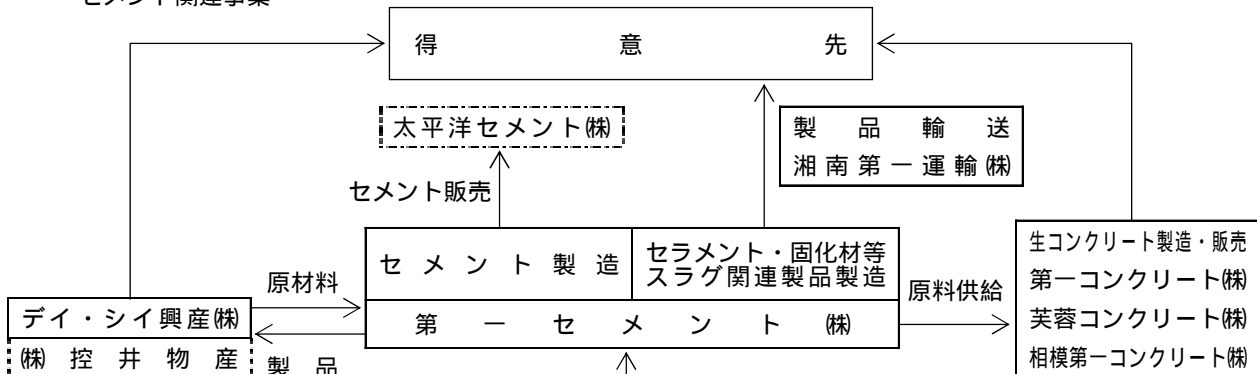 セメント関連事業
得意先
太平洋セメント㈱
製品輸送
湘南第一運輸㈱
セメント販売
セメント製造
セラメント・固化材等
スラグ関連製品製造
第一セメント㈱
原材料
デイ・シイ興産㈱
㈱控井物産
製品
原料供給
生コンクリート製造・販売
第一コンクリート㈱
芙蓉コンクリート㈱
相模第一コンクリート㈱